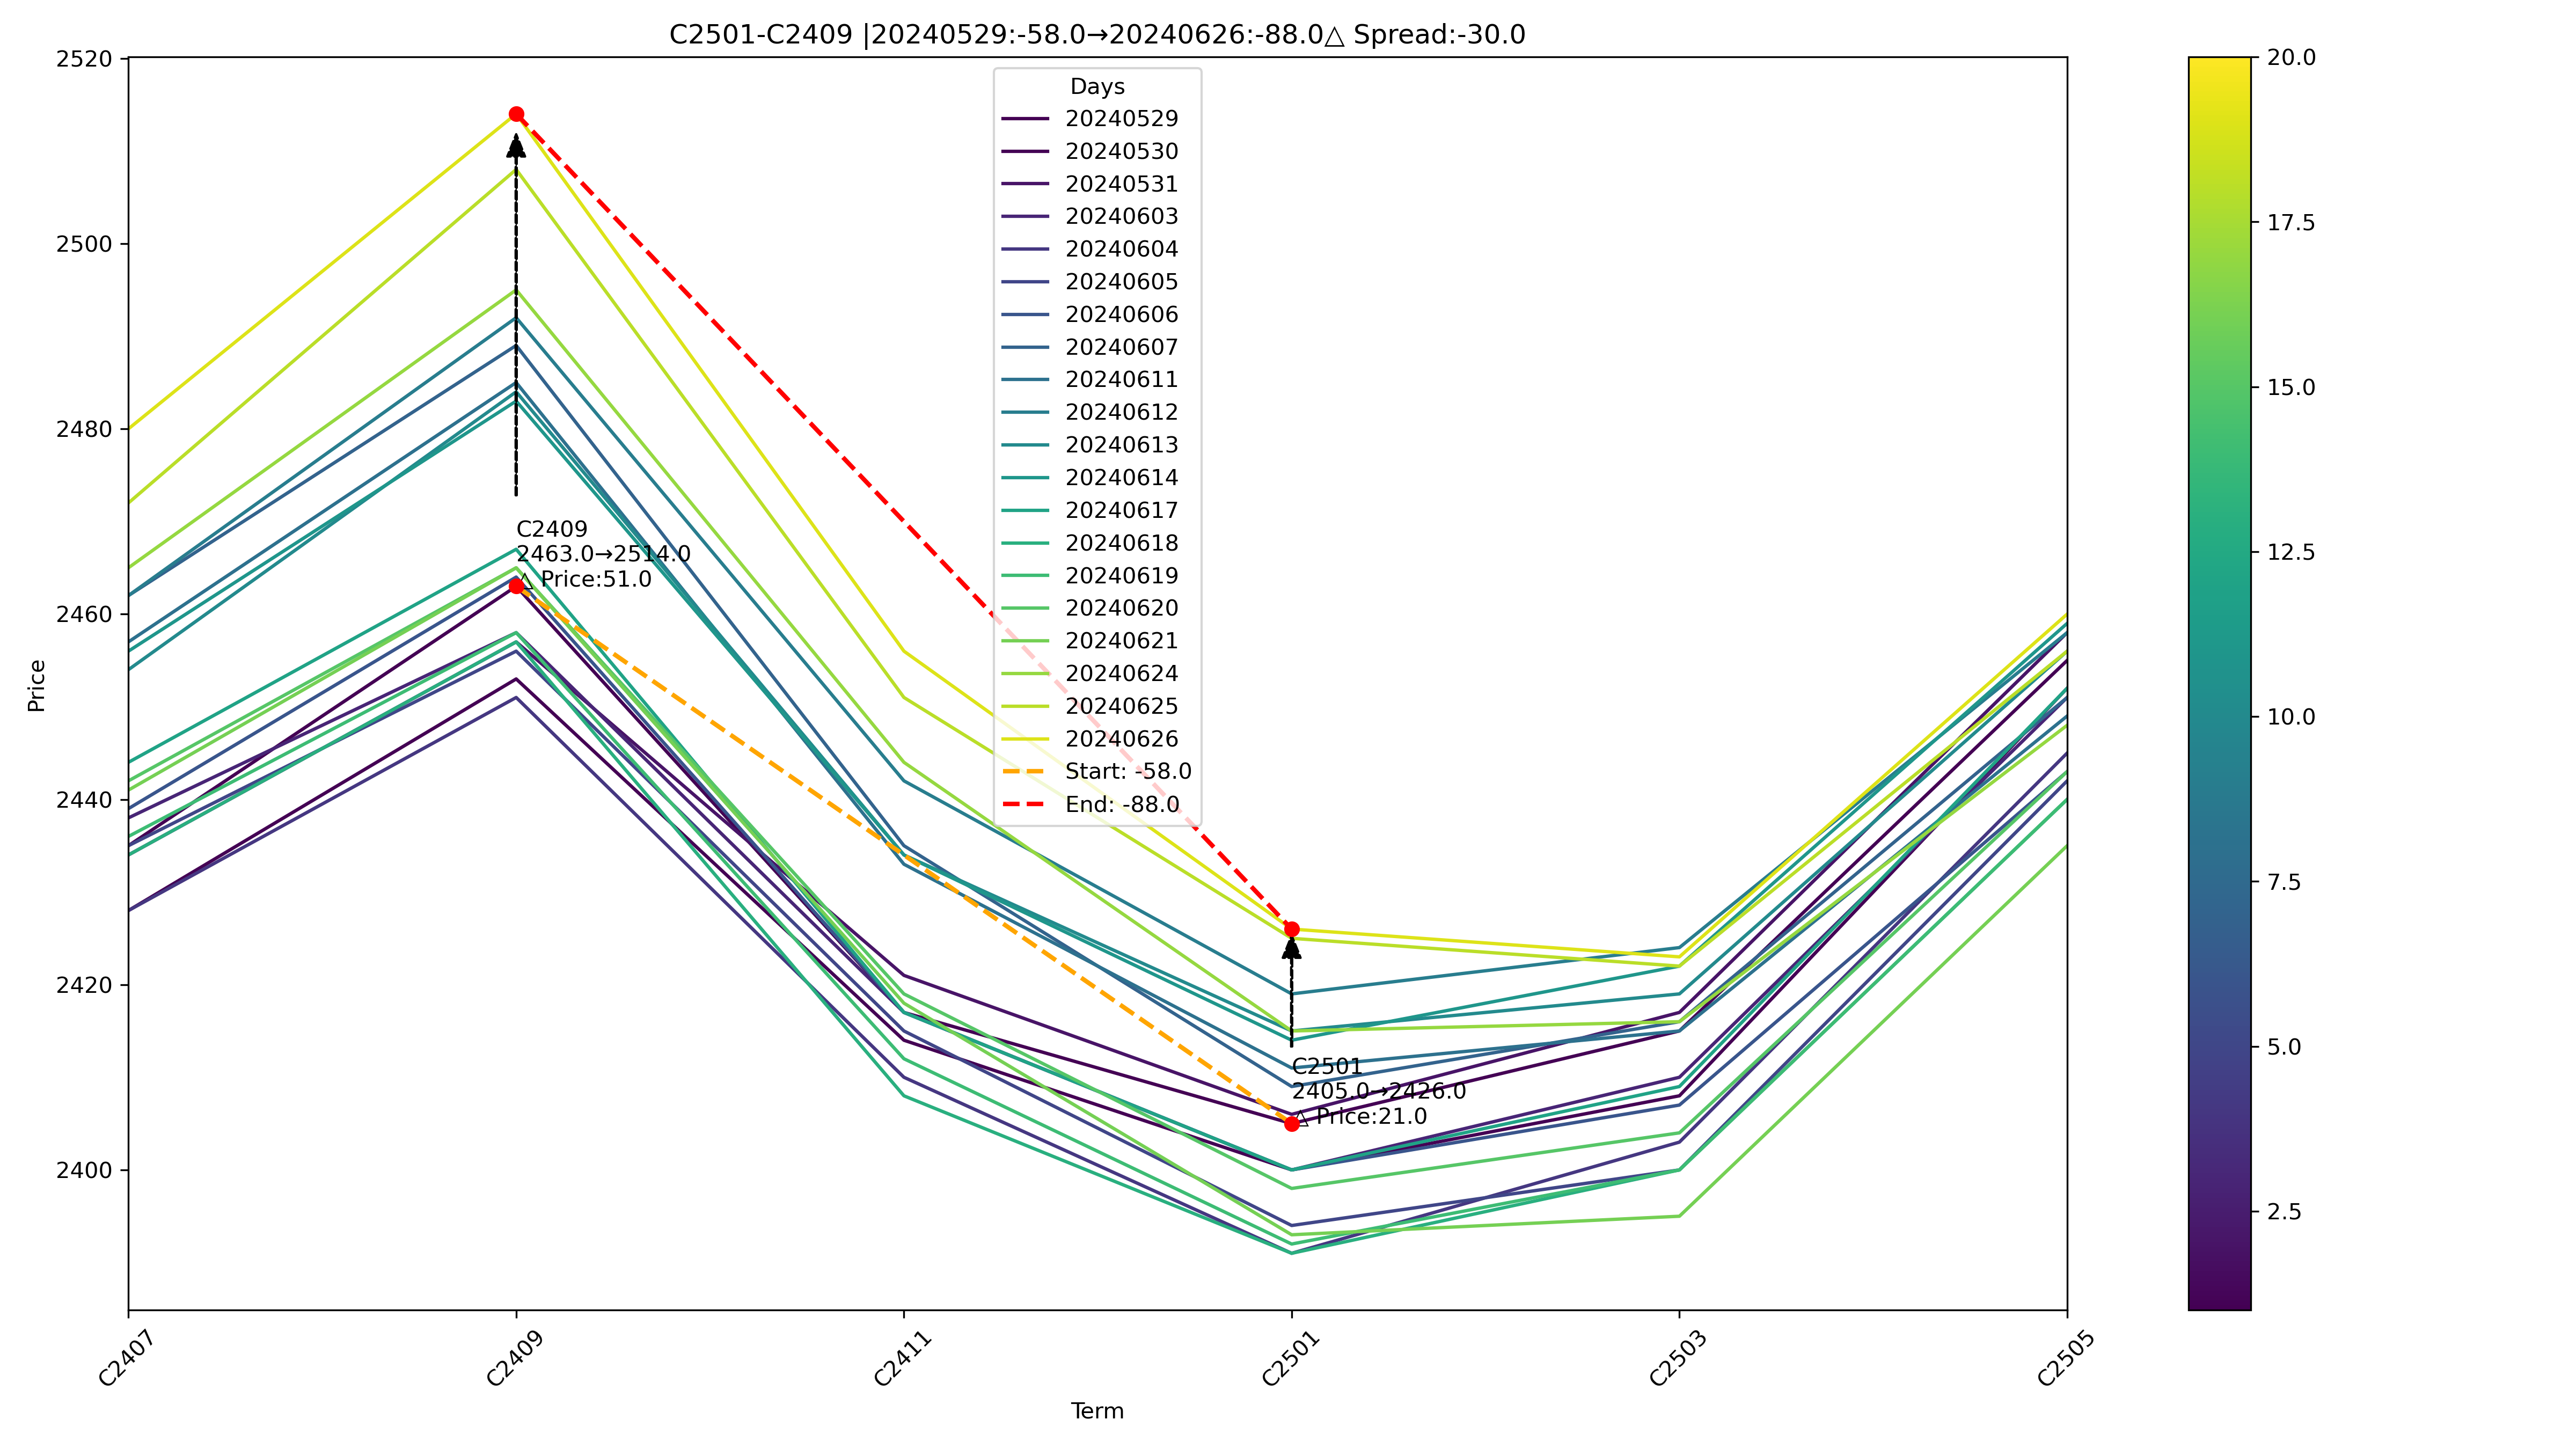 C2501-C2409 |20240529:-58.0→20240626:-88.0△ Spread:-30.0
2520
2500
2480
2460
2440
2420
2400
Price
Days
20240529
20240530
20240531
20240603
20240604
20240605
20240606
20240607
20240611
20240612
20240613
20240614
20240617
20240618
20240619
20240620
20240621
20240624
20240625
20240626
Start: -58.0
End: -88.0
C2409
2463.0→2514.0
△ Price:51.0
C2501
2405.0→2426.0
△ Price:21.0
C2407
C2409
C2411
C2501
C2503
C2505
Term
20.0
17.5
15.0
12.5
10.0
7.5
5.0
2.5